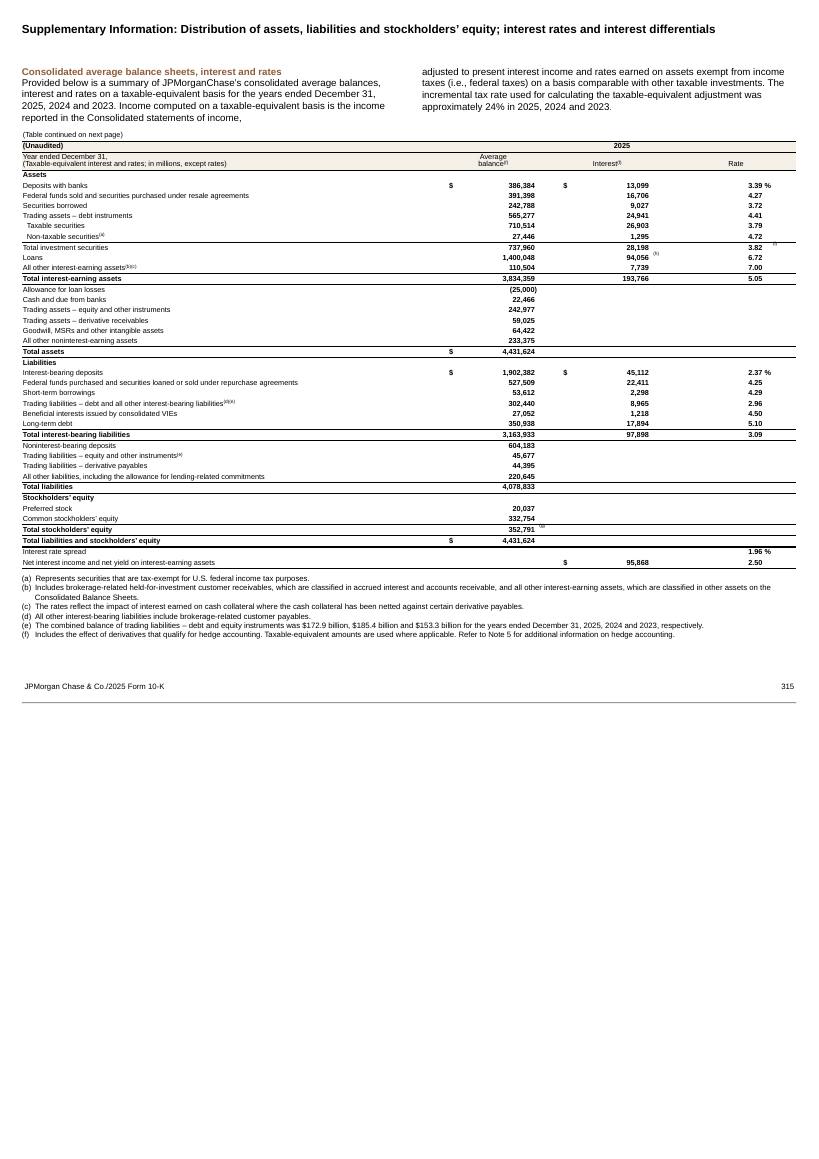 Supplementary Information: Distribution of assets, liabilities and stockholders’ equity; interest rates and interest differentials
Consolidated average balance sheets, interest and rates
Provided below is a summary of JPMorganChase's consolidated average balances,
interest and rates on a taxable-equivalent basis for the years ended December 31,
2025, 2024 and 2023. Income computed on a taxable-equivalent basis is the income
reported in the Consolidated statements of income,
adjusted to present interest income and rates earned on assets exempt from income
taxes (i.e., federal taxes) on a basis comparable with other taxable investments. The
incremental tax rate used for calculating the taxable-equivalent adjustment was
approximately 24% in 2025, 2024 and 2023.
(Table continued on next page)
(Unaudited) 2025
Year ended December 31,
(Taxable-equivalent interest and rates; in millions, except rates) Average balance(f) Interest(f) Rate
Assets
Deposits with banks $ 386,384 $ 13,099 3.39 %
Federal funds sold and securities purchased under resale agreements 391,398 16,706 4.27
Securities borrowed 242,788 9,027 3.72
Trading assets – debt instruments 565,277 24,941 4.41
Taxable securities 710,514 26,903 3.79
Non-taxable securities(a) 27,446 1,295 4.72
Total investment securities 737,960 28,198 3.82
Loans 1,400,048 94,056 6.72
All other interest-earning assets(b)(c) 110,504 7,739 7.00
Total interest-earning assets 3,834,359 193,766 5.05
Allowance for loan losses (25,000)
Cash and due from banks 22,466
Trading assets – equity and other instruments 242,977
Trading assets – derivative receivables 59,025
Goodwill, MSRs and other intangible assets 64,422
All other noninterest-earning assets 233,375
Total assets $ 4,431,624
Liabilities
Interest-bearing deposits $ 1,902,382 $ 45,112 2.37 %
Federal funds purchased and securities loaned or sold under repurchase agreements 527,509 22,411 4.25
Short-term borrowings 53,612 2,298 4.29
Trading liabilities – debt and all other interest-bearing liabilities(d)(e) 302,440 8,965 2.96
Beneficial interests issued by consolidated VIEs 27,052 1,218 4.50
Long-term debt 350,938 17,894 5.10
Total interest-bearing liabilities 3,163,933 97,898 3.09
Noninterest-bearing deposits 604,183
Trading liabilities – equity and other instruments(e) 45,677
Trading liabilities – derivative payables 44,395
All other liabilities, including the allowance for lending-related commitments 220,645
Total liabilities 4,078,833
Stockholders’ equity
Preferred stock 20,037
Common stockholders’ equity 332,754
Total stockholders’ equity 352,791
Total liabilities and stockholders’ equity $ 4,431,624
Interest rate spread 1.96 %
Net interest income and net yield on interest-earning assets $ 95,868 2.50
(a) Represents securities that are tax-exempt for U.S. federal income tax purposes.
(b) Includes brokerage-related held-for-investment customer receivables, which are classified in accrued interest and accounts receivable, and all other interest-earning assets, which are classified in other assets on the
Consolidated Balance Sheets.
(c) The rates reflect the impact of interest earned on cash collateral where the cash collateral has been netted against certain derivative payables.
(d) All other interest-bearing liabilities include brokerage-related customer payables.
(e) The combined balance of trading liabilities – debt and equity instruments was $172.9 billion, $185.4 billion and $153.3 billion for the years ended December 31, 2025, 2024 and 2023, respectively.
(f) Includes the effect of derivatives that qualify for hedge accounting. Taxable-equivalent amounts are used where applicable. Refer to Note 5 for additional information on hedge accounting.
JPMorgan Chase & Co./2025 Form 10-K 315